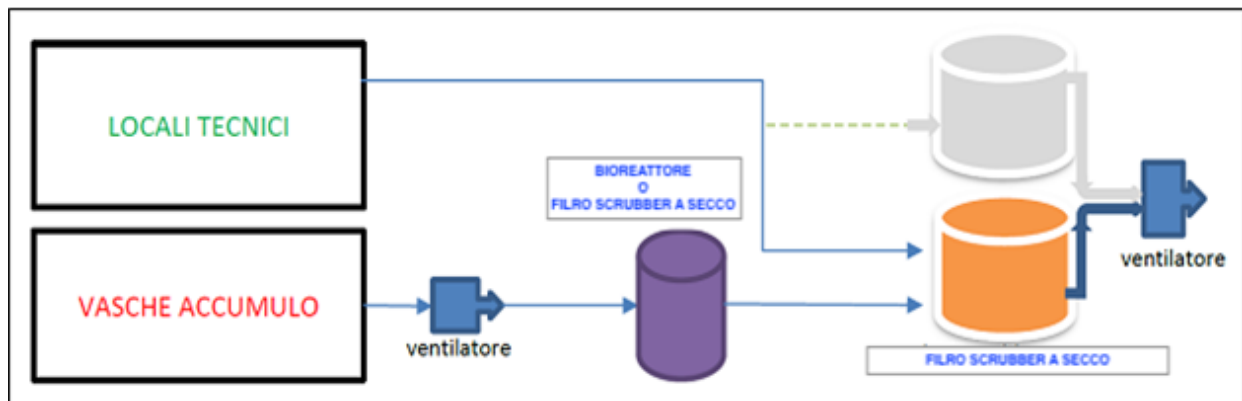 LOCALI TECNICI
BIOREATTORE
O
FILRO SCRUBBER A SECCO
VASCHE ACCUMULO
ventilatore
ventilatore
FILRO SCRUBBER A SECCO